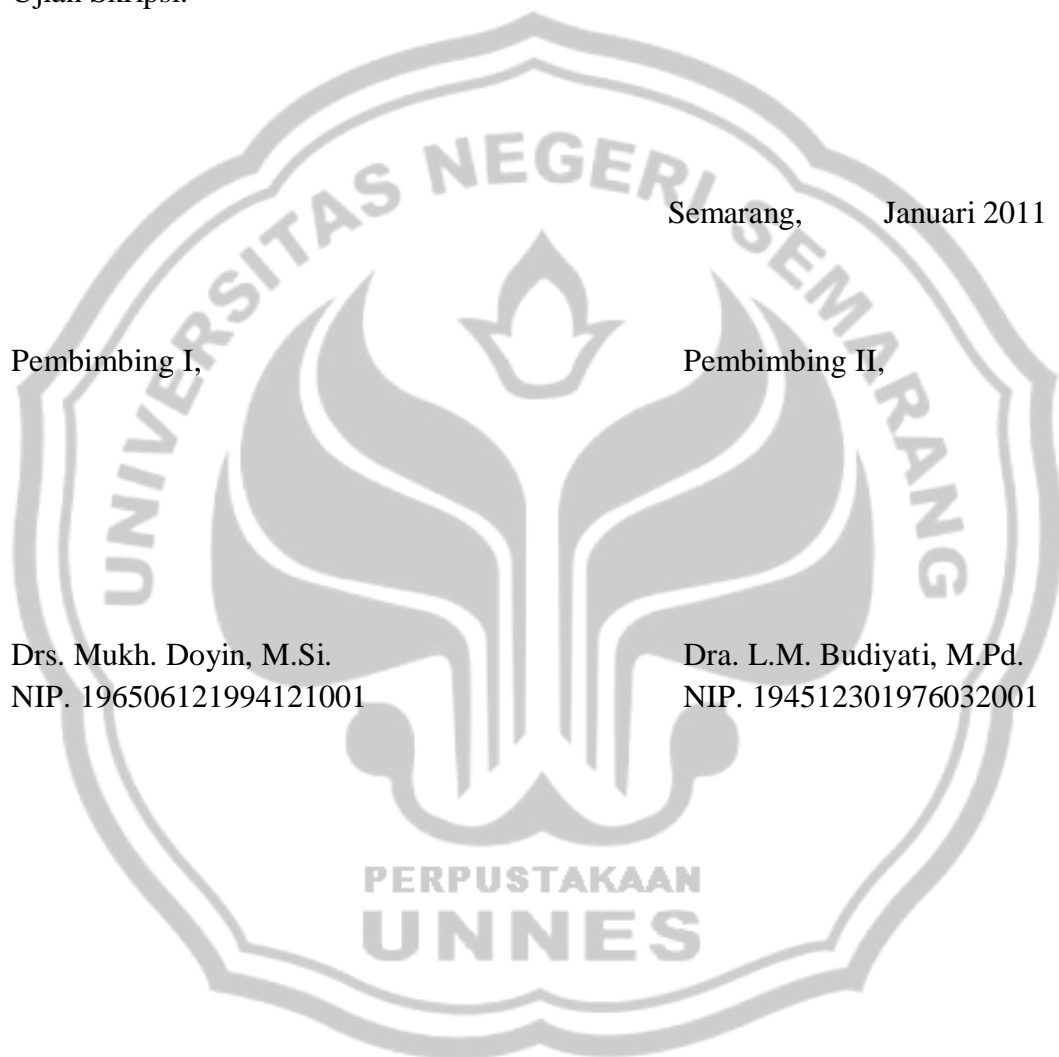 Ujian Skripsi.
UNIVERSITAS NEGERI SEMARANG
Semarang, Januari 2011
Pembimbing I, Pembimbing II,
Drs. Mukh. Doyin, M.Si. Dra. L.M. Budiyati, M.Pd.
NIP. 196506121994121001 NIP. 194512301976032001
PERPUSTAKAAN
UNNES